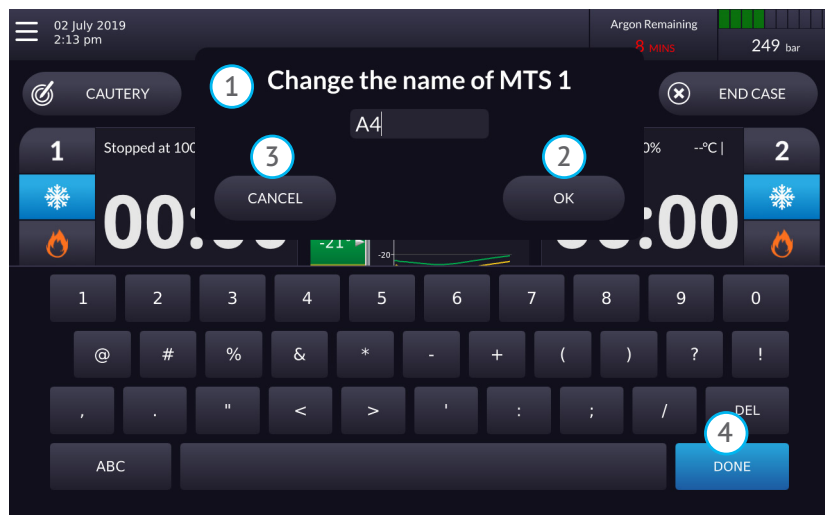 02 July 2019
2:13 pm
Argon Remaining
8 MINS
249 bar
1
Change the name of MTS 1
CAUTERY
END CASE
A4
1
Stopped at 100
3
2
0%
--°C |
2
CANCEL
OK
00:
:00
-21
-20
1 2 3 4 5 6 7 8 9 0
@ # % & * - + ( ) ? !
, . " < > ' : ; / DEL
4
ABC
DONE